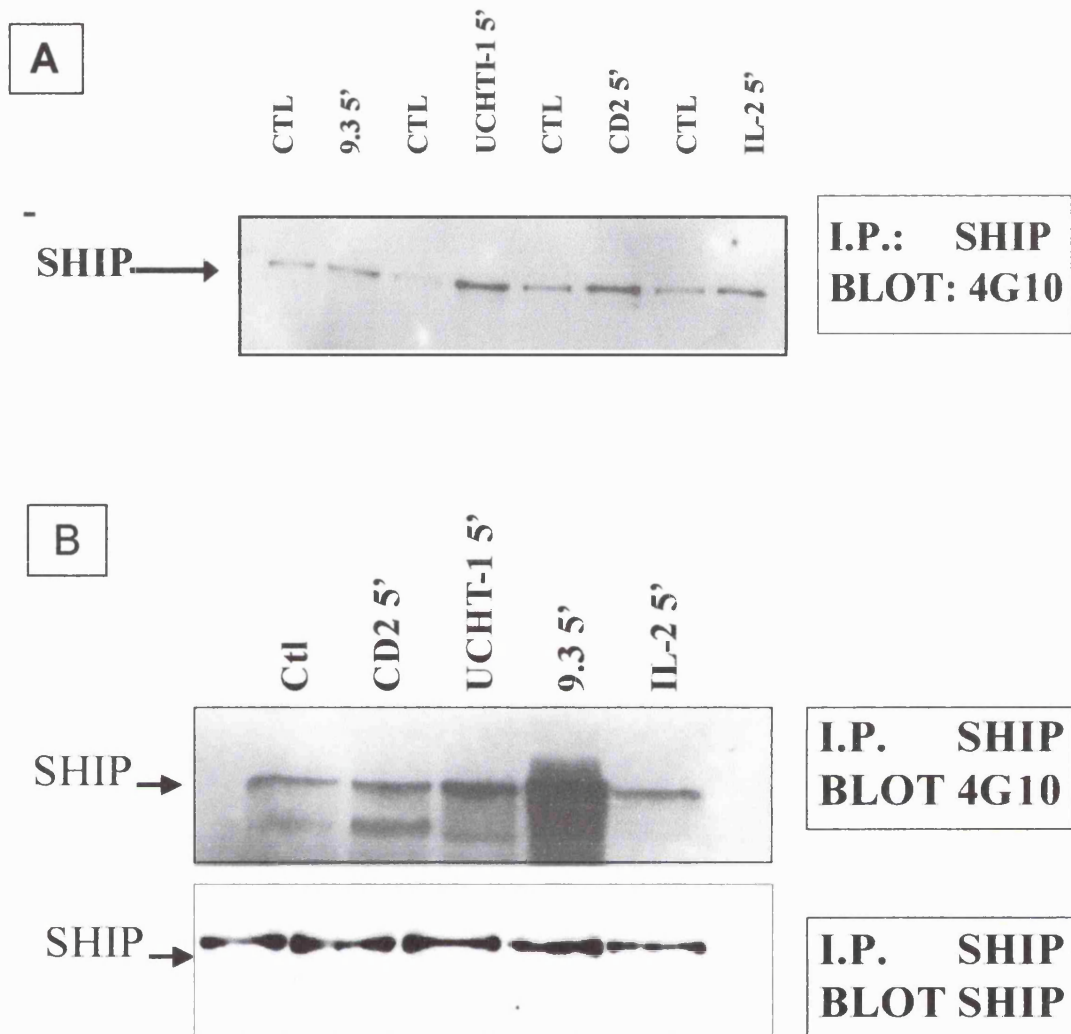 A
CTL
9.3 5'
CTL
UCHTI-1 5'
CTL
CD2 5'
CTL
IL-2 5'
SHIP
I.P.: SHIP
BLOT: 4G10
B
Ctl
CD2 5'
UCHT-1 5'
9.3 5'
IL-2 5'
SHIP
I.P. SHIP
BLOT 4G10
SHIP
I.P. SHIP
BLOT SHIP